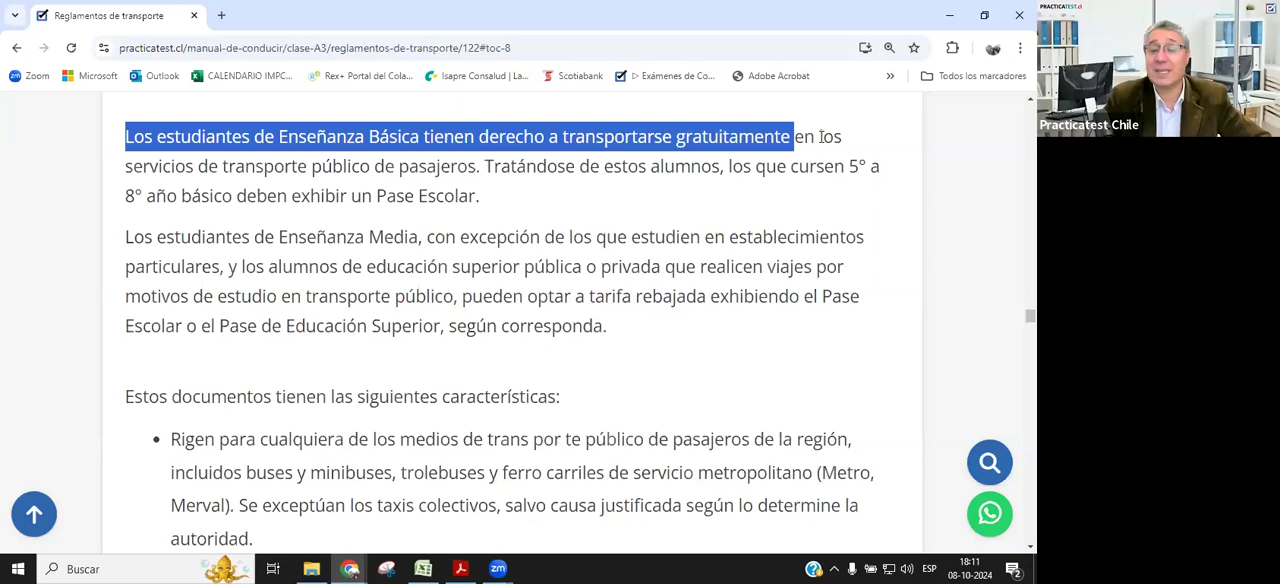 Reglamentos de transporte
PRACTICATEST.cl
practicatest.cl/manual-de-conducir/clase-A3/reglamentos-de-transporte/122#toc-8
zm Zoom Microsoft Outlook CALENDARIO IMPC... Rex+ Portal del Cola... Isapre Consalud | La... Scotiabank ▷ Exámenes de Co... Adobe Acrobat » Todos los marcadores
Practicatest Chile
Los estudiantes de Enseñanza Básica tienen derecho a transportarse gratuitamente en los
servicios de transporte público de pasajeros. Tratándose de estos alumnos, los que cursen 5° a
8° año básico deben exhibir un Pase Escolar.
Los estudiantes de Enseñanza Media, con excepción de los que estudien en establecimientos
particulares, y los alumnos de educación superior pública o privada que realicen viajes por
motivos de estudio en transporte público, pueden optar a tarifa rebajada exhibiendo el Pase
Escolar o el Pase de Educación Superior, según corresponda.
Estos documentos tienen las siguientes características:
• Rigen para cualquiera de los medios de trans por te público de pasajeros de la región,
incluidos buses y minibuses, trolebuses y ferro carriles de servicio metropolitano (Metro,
Merval). Se exceptúan los taxis colectivos, salvo causa justificada según lo determine la
autoridad.
Buscar
zm
ESP
18:11
08-10-2024
2